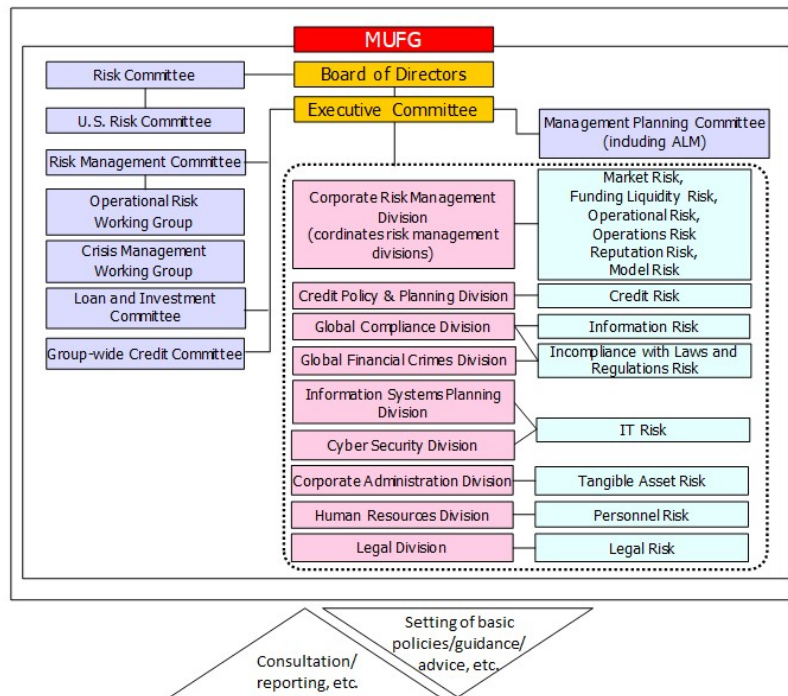 MUFG
Risk Committee
Board of Directors
U.S. Risk Committee
Executive Committee
Management Planning Committee
(including ALM)
Risk Management Committee
Operational Risk
Working Group
Crisis Management
Working Group
Loan and Investment
Committee
Group-wide Credit Committee
Corporate Risk Management
Division
(cordinates risk management
divisions)
Market Risk,
Funding Liquidity Risk,
Operational Risk,
Operations Risk
Reputation Risk,
Model Risk
Credit Policy & Planning Division
Credit Risk
Global Compliance Division
Information Risk
Global Financial Crimes Division
Incompliance with Laws and
Regulations Risk
Information Systems Planning
Division
Cyber Security Division
IT Risk
Corporate Administration Division
Tangible Asset Risk
Human Resources Division
Personnel Risk
Legal Division
Legal Risk
Setting of basic
policies/guidance/
advice, etc.
Consultation/
reporting, etc.